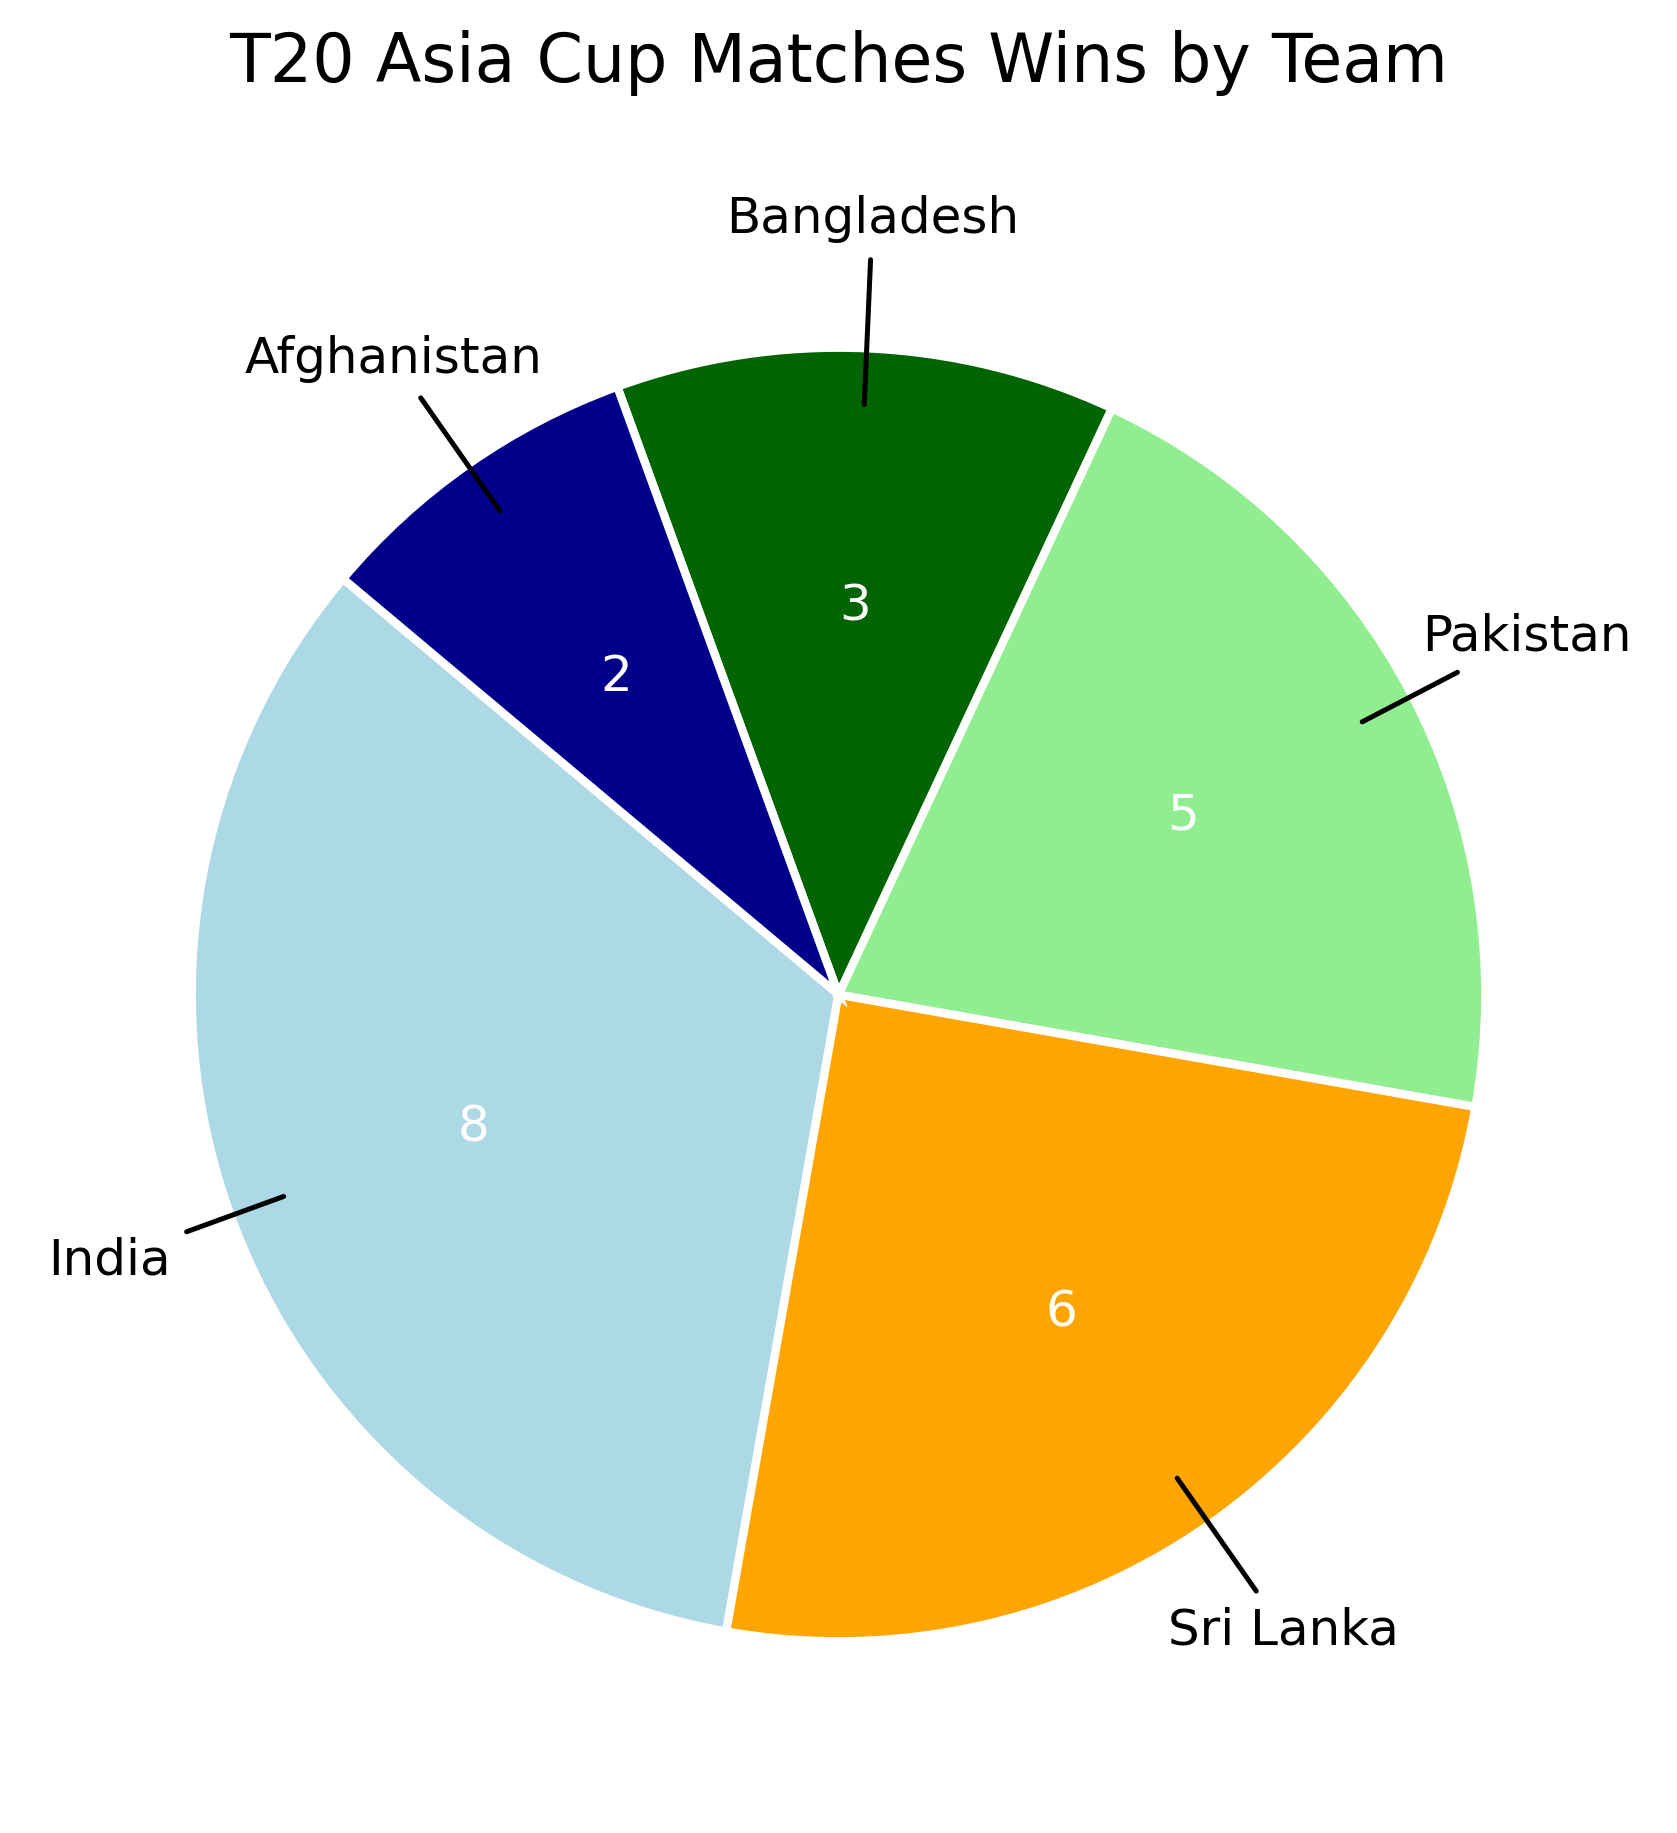 T20 Asia Cup Matches Wins by Team
Bangladesh
Afghanistan
3
Pakistan
2
5
8
India
6
Sri Lanka